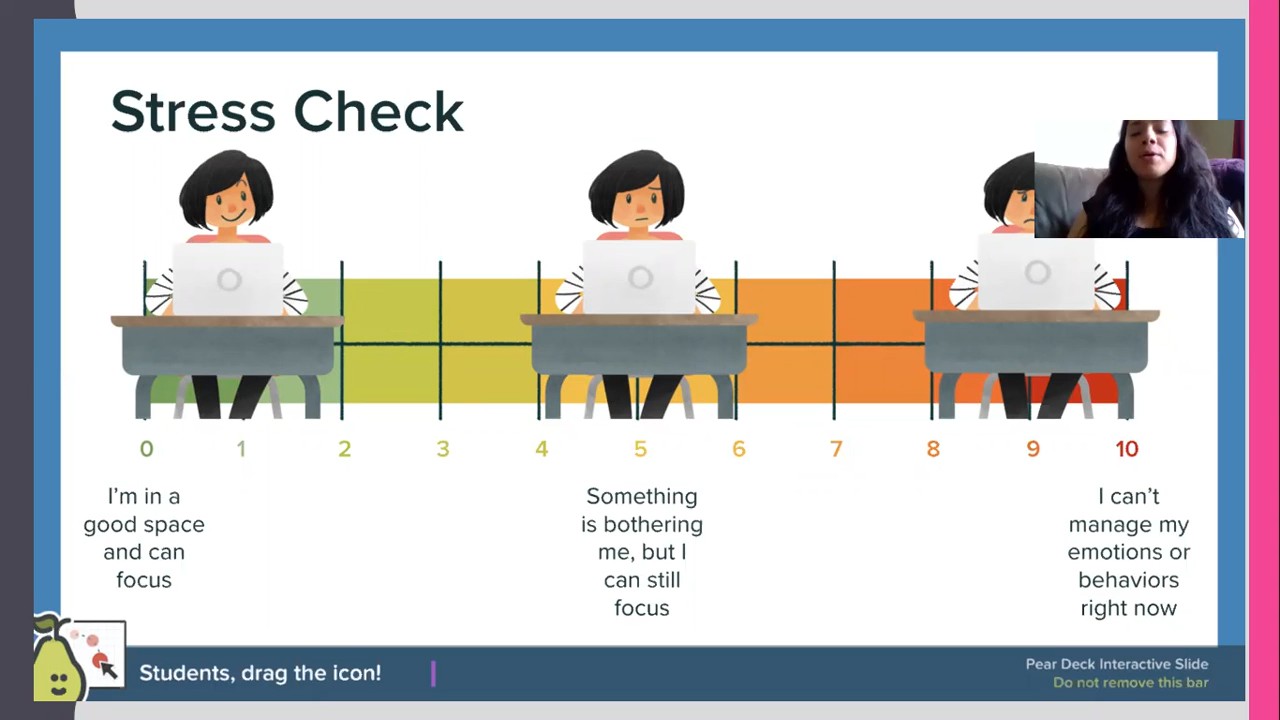 Stress Check
0 1 2 3 4 5 6 7 8 9 10
I'm in a
good space
and can
focus
Something
is bothering
me, but I
can still
focus
I can't
manage my
emotions or
behaviors
right now
Students, drag the icon!
Pear Deck Interactive Slide
Do not remove this bar